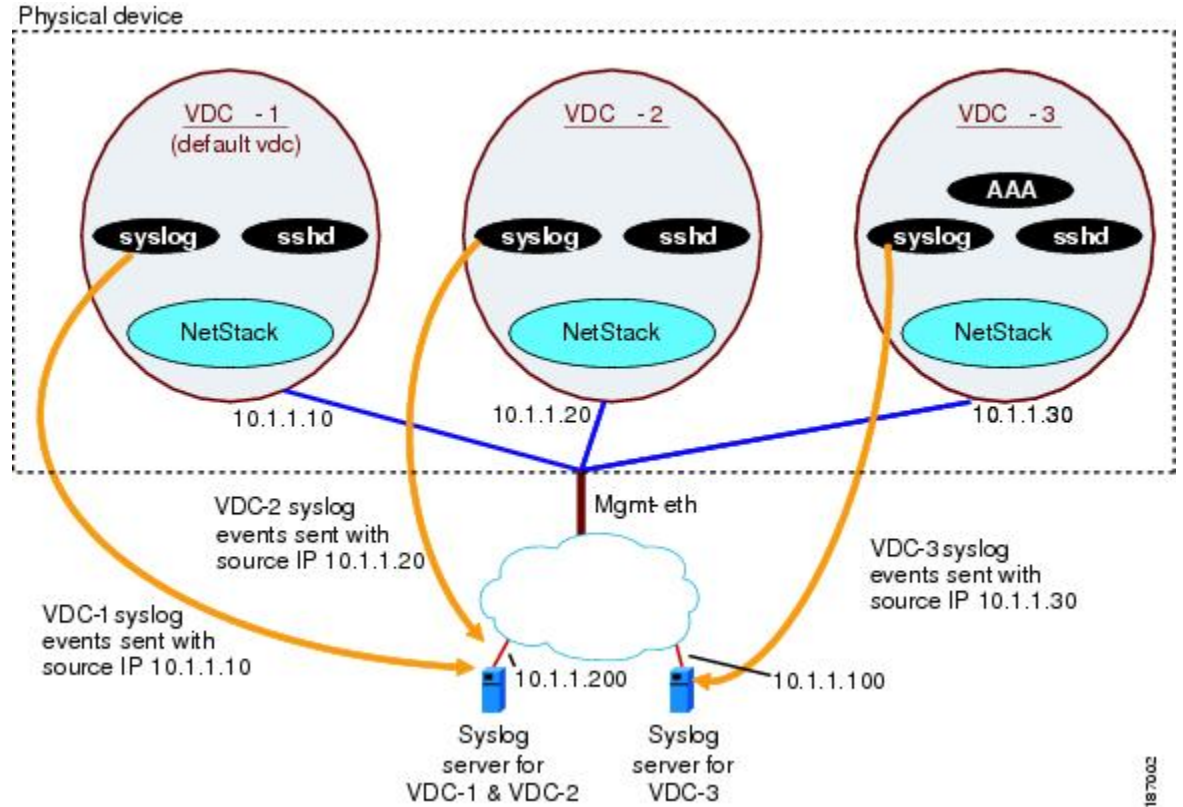 Physical device
VDC - 1
(default vdc)
VDC - 2
VDC - 3
AAA
syslog
sshd
syslog
sshd
syslog
sshd
NetStack
NetStack
NetStack
10.1.1.10
10.1.1.20
10.1.1.30
Mgmt-eth
VDC-2 syslog
events sent with
source IP 10.1.1.20
VDC-3 syslog
events sent with
source IP 10.1.1.30
VDC-1 syslog
events sent with
source IP 10.1.1.10
10.1.1.200
10.1.1.100
Syslog
server for
VDC-1 & VDC-2
Syslog
server for
VDC-3
187002